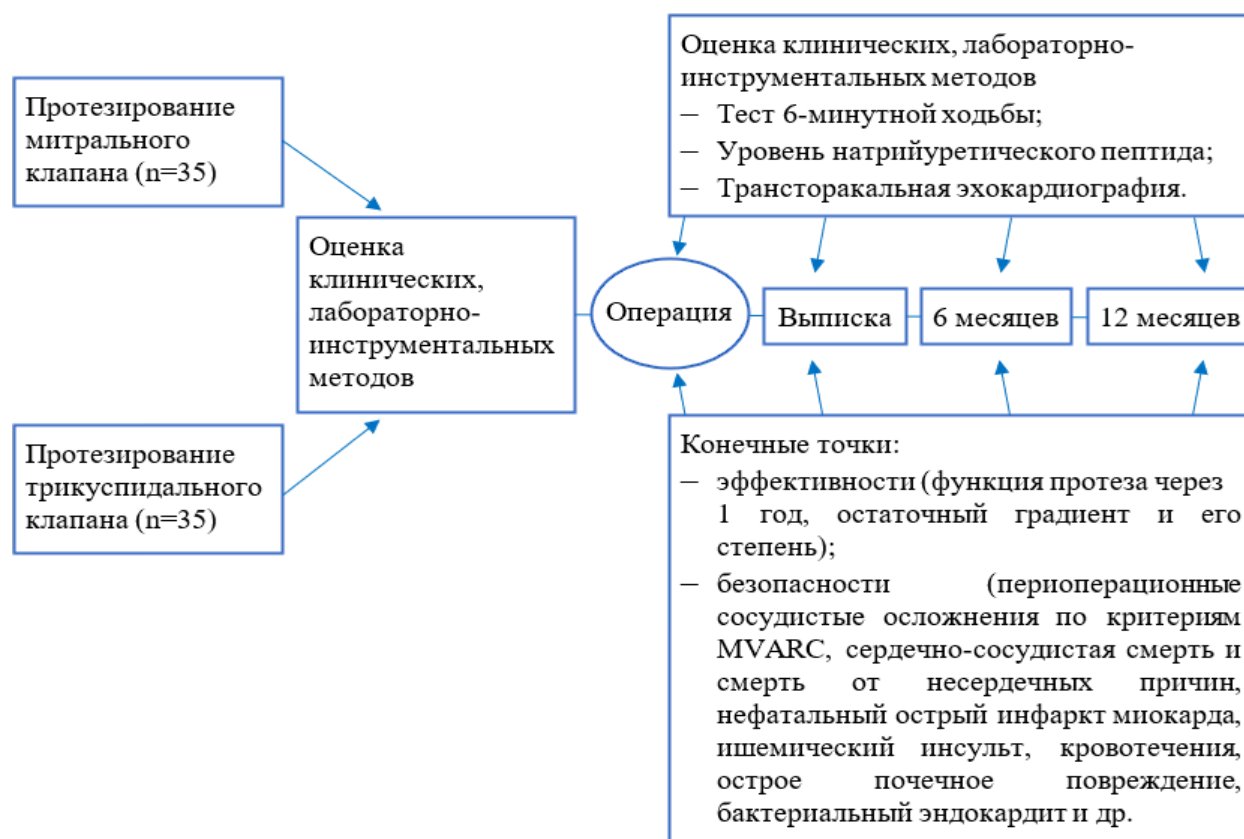 Протезирование
митрального
клапана (n=35)
Протезирование
трикуспидального
клапана (n=35)
Оценка
клинических,
лабораторно-
инструментальных
методов
Оценка клинических, лабораторно-
инструментальных методов
– Тест 6-минутной ходьбы;
– Уровень натрийуретического пептида;
– Трансторакальная эхокардиография.
Операция
Выписка
6 месяцев
12 месяцев
Конечные точки:
– эффективности (функция протеза через
1 год, остаточный градиент и его
степень);
– безопасности (периоперационные
сосудистые осложнения по критериям
MVARC, сердечно-сосудистая смерть и
смерть от несердечных причин,
нефатальный острый инфаркт миокарда,
ишемический инсульт, кровотечения,
острое почечное повреждение,
бактериальный эндокардит и др.